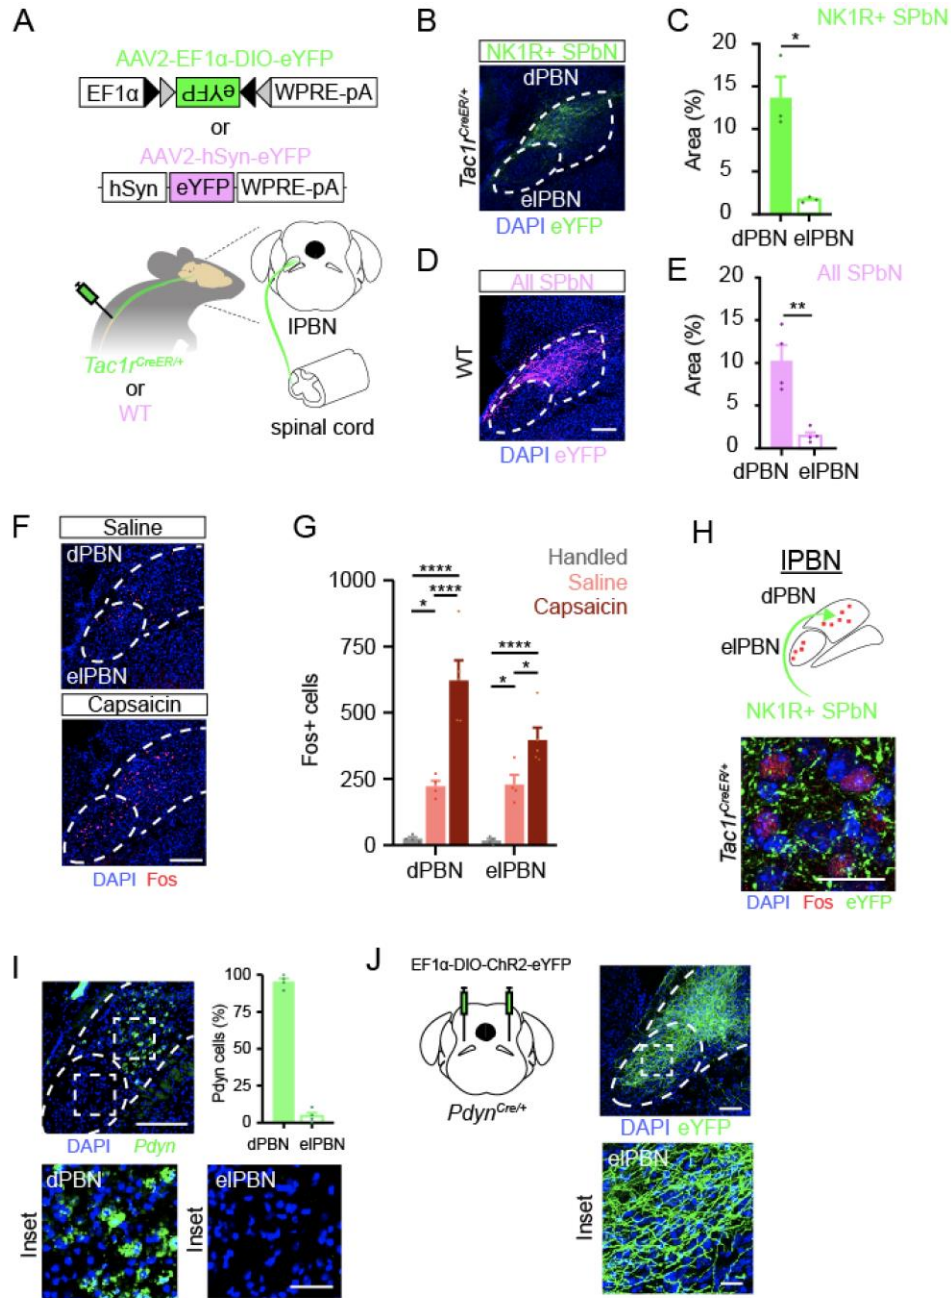 A
AAV2-EF1α-DIO-eYFP
EF1α eYFP WPRE-pA
or
AAV2-hSyn-eYFP
hSyn eYFP WPRE-pA
lPBN
Tac1r^CreER/+
or
WT
spinal cord
B
NK1R+ SPbN
dPBN
elPBN
Tac1r^CreER/+
DAPI eYFP
C
NK1R+ SPbN
*
Area (%)
20
15
10
5
0
dPBN elPBN
D
All SPbN
WT
DAPI eYFP
E
All SPbN
**
Area (%)
20
15
10
5
0
dPBN elPBN
F
Saline
dPBN
elPBN
Capsaicin
DAPI Fos
G
Handled
Saline
Capsaicin
****
****
*
****
*
*
Fos+ cells
1000
750
500
250
0
dPBN elPBN
H
lPBN
dPBN
elPBN
NK1R+ SPbN
Tac1r^CreER/+
DAPI Fos eYFP
I
DAPI Pdyn
Pdyn cells (%)
100
75
50
25
0
dPBN elPBN
Inset
dPBN
Inset
elPBN
J
EF1α-DIO-ChR2-eYFP
Pdyn^Cre/+
DAPI eYFP
Inset
elPBN